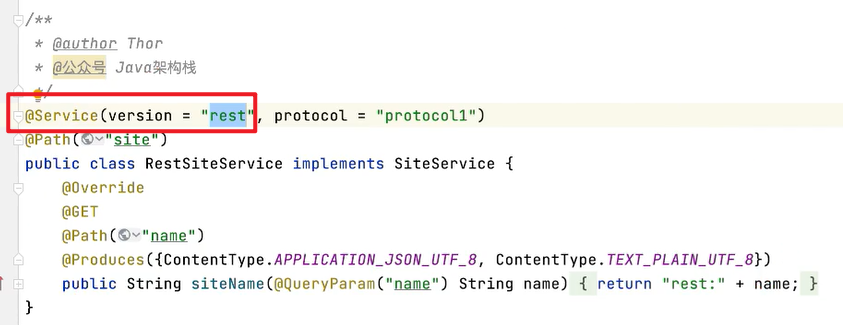 /**
 * @author Thor
 * @公众号 Java架构栈
 */
@Service(version = "rest", protocol = "protocol1")
@Path("site")
public class RestSiteService implements SiteService {
    @Override
    @GET
    @Path("name")
    @Produces({ContentType.APPLICATION_JSON_UTF_8, ContentType.TEXT_PLAIN_UTF_8})
    public String siteName(@QueryParam("name") String name) { return "rest:" + name; }
}